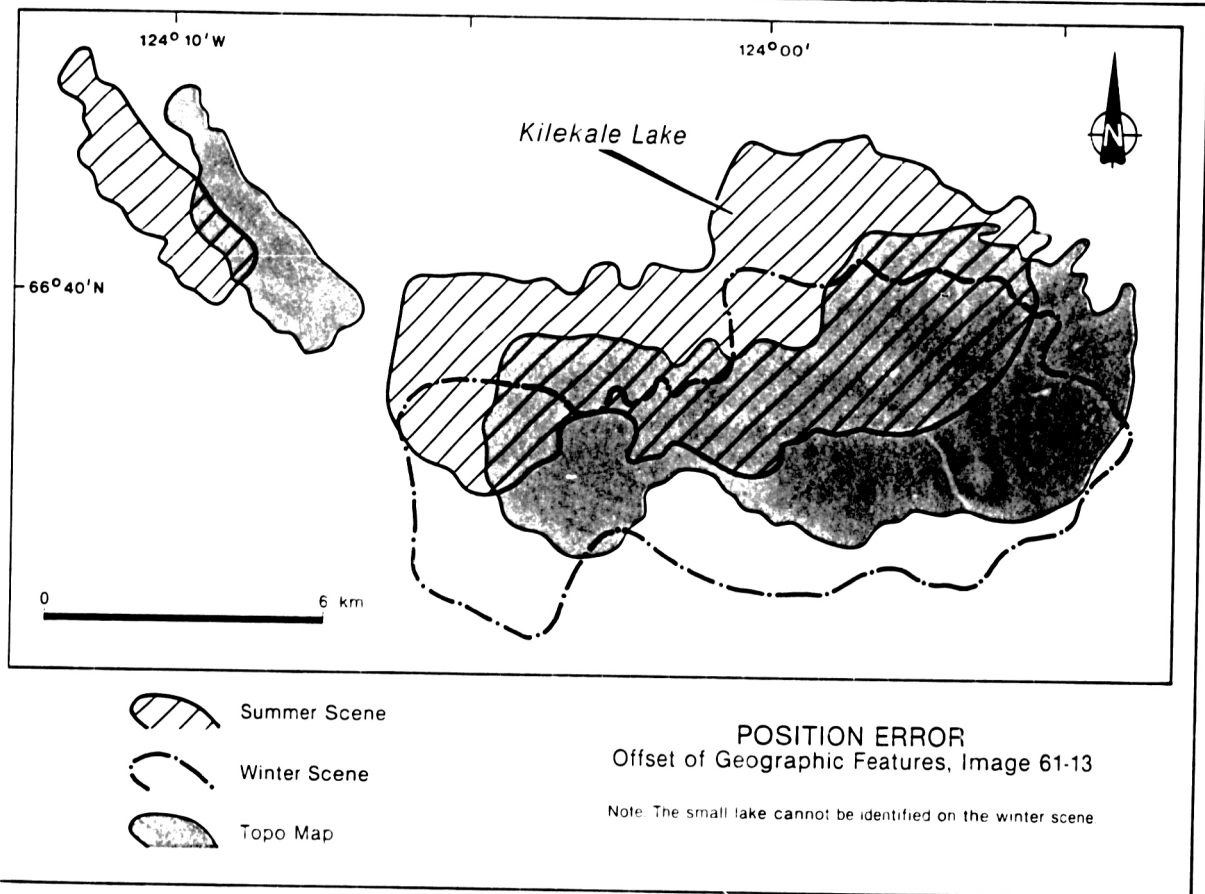 124° 10'W
124° 00'
Kilekale Lake
N
66° 40'N
0 6 km
Summer Scene
Winter Scene
Topo Map
POSITION ERROR
Offset of Geographic Features, Image 61-13
Note. The small lake cannot be identified on the winter scene